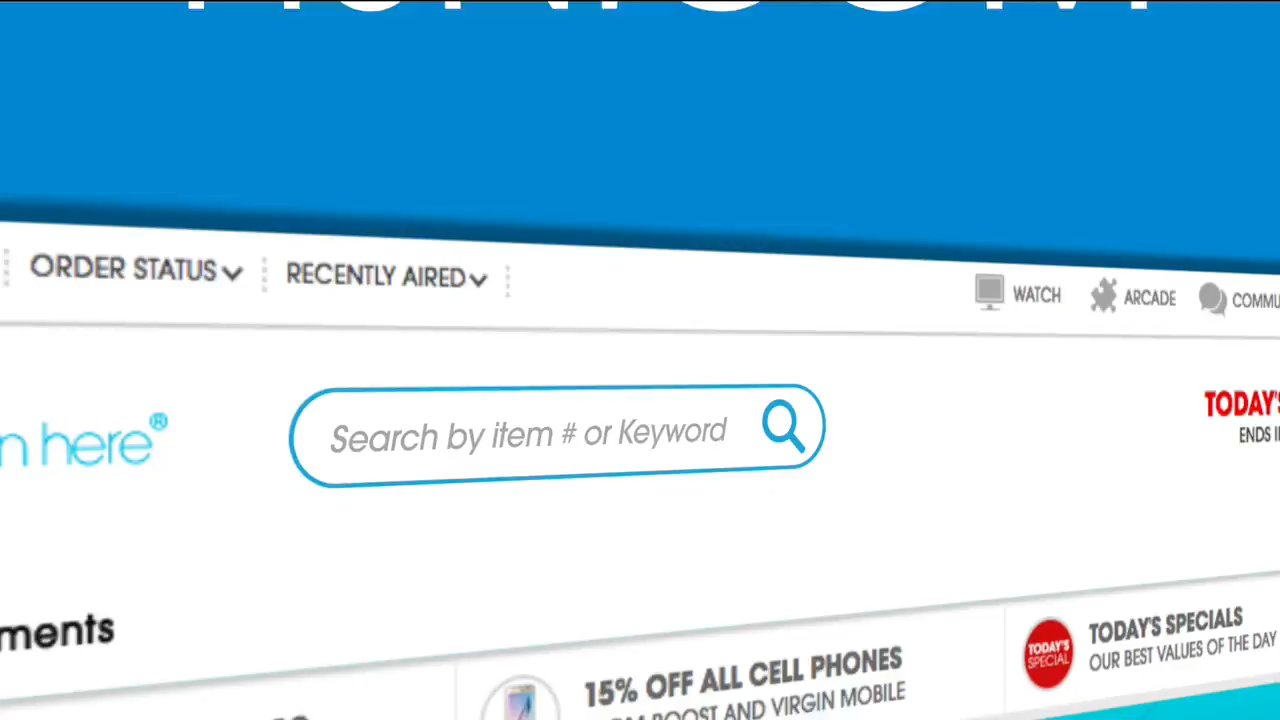 ORDER STATUS
RECENTLY AIRED
WATCH
ARCADE
here®
Search by item # or Keyword
TODAY'S
15% OFF ALL CELL PHONES
BOOST AND VIRGIN MOBILE
TODAY'S
SPECIAL
TODAY'S SPECIALS
OUR BEST VALUES OF THE DAY